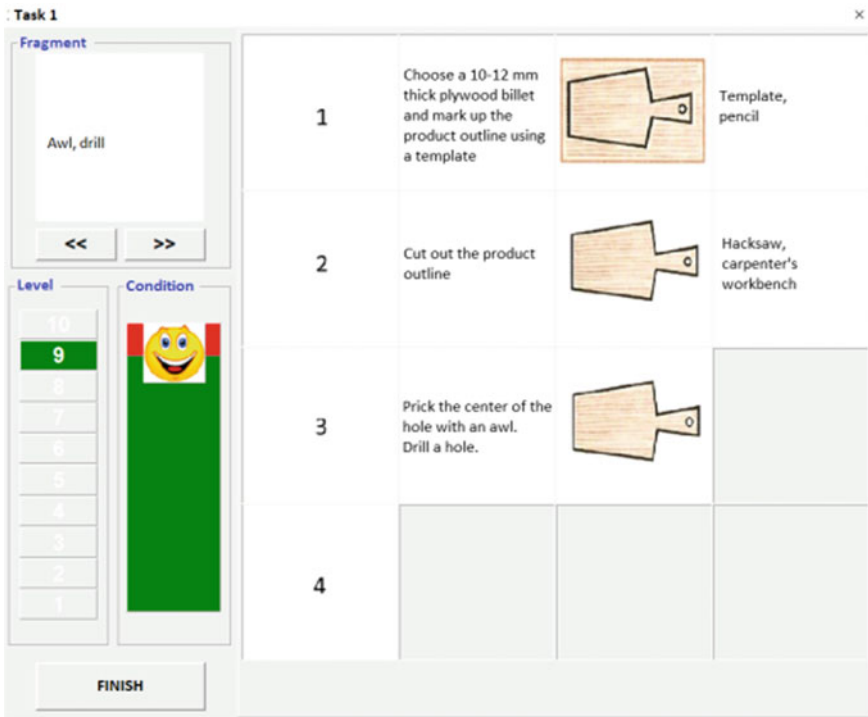 Task 1
Fragment
Awl, drill
<<
>>
Level
10
9
8
7
6
5
4
3
2
1
Condition
FINISH
1
Choose a 10-12 mm
thick plywood billet
and mark up the
product outline using
a template
Template,
pencil
2
Cut out the product
outline
Hacksaw,
carpenter's
workbench
3
Prick the center of the
hole with an awl.
Drill a hole.
4